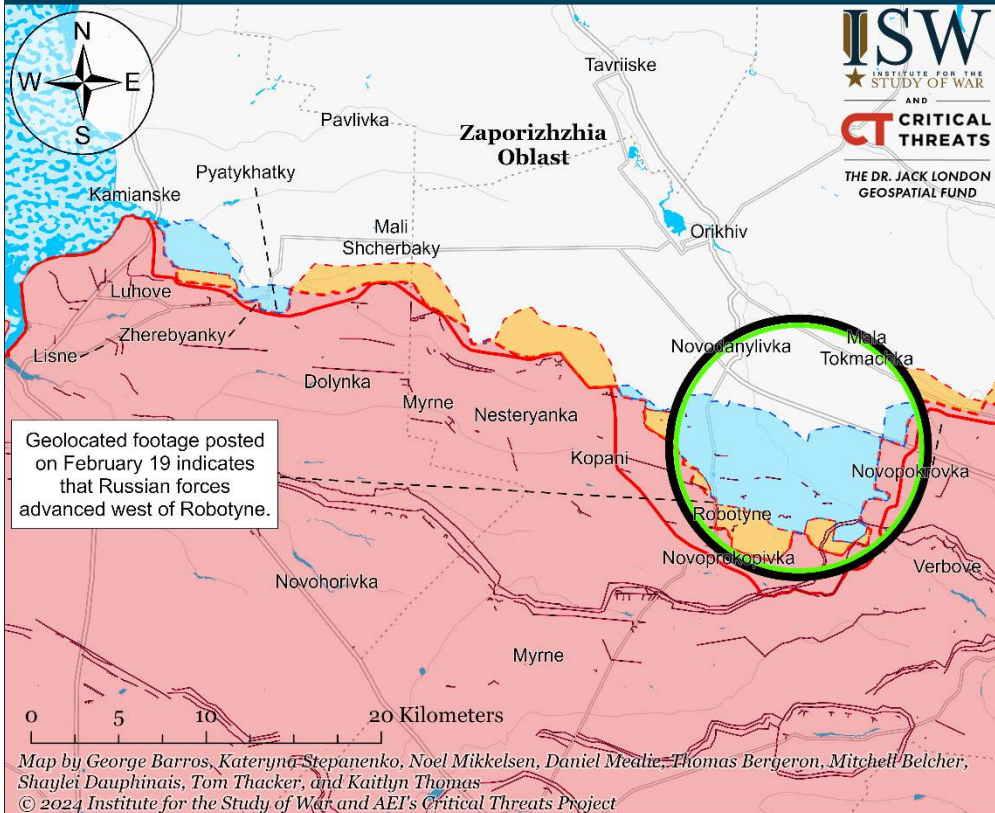 N
W
E
S
ISW
INSTITUTE FOR THE
STUDY OF WAR
AND
CT CRITICAL
THREATS
THE DR. JACK LONDON
GEOSPATIAL FUND
Tavriiske
Pavlivka
Zaporizhzhia
Oblast
Pyatykhatky
Kamianske
Mali
Shcherbaky
Orikhiv
Luhove
Zherebyanky
Lisne
Novodanylivka
Mala
Tokmachka
Dolynka
Myrne
Nesteryanka
Geolocated footage posted
on February 19 indicates
that Russian forces
advanced west of Robotyne.
Kopani
Novopokrovka
Robotyne
Novoprokopivka
Verbove
Novohorivka
Myrne
0 5 10 20 Kilometers
Map by George Barros, Kateryna Stepanenko, Noel Mikkelsen, Daniel Mealie, Thomas Bergeron, Mitchell Belcher,
Shaylei Dauphinais, Tom Thacker, and Kaitlyn Thomas
© 2024 Institute for the Study of War and AEI's Critical Threats Project